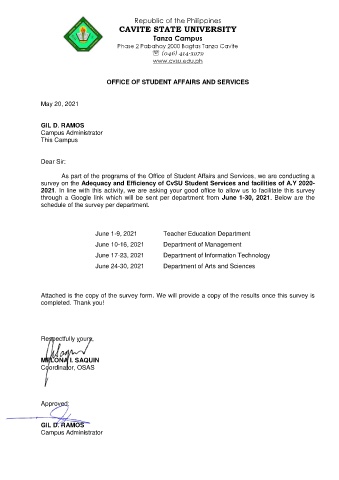 Republic of the Philippines
CAVITE STATE UNIVERSITY
Tanza Campus
Phase 2 Pabahay 2000 Bagtas Tanza Cavite
☏ (046) 414-3979
www.cvsu.edu.ph
OFFICE OF STUDENT AFFAIRS AND SERVICES
May 20, 2021
GIL D. RAMOS
Campus Administrator
This Campus
Dear Sir:
As part of the programs of the Office of Student Affairs and Services, we are conducting a
survey on the Adequacy and Efficiency of CvSU Student Services and facilities of A.Y 2020-
2021. In line with this activity, we are asking your good office to allow us to facilitate this survey
through a Google link which will be sent per department from June 1-30, 2021. Below are the
schedule of the survey per department.
June 1-9, 2021 Teacher Education Department
June 10-16, 2021 Department of Management
June 17-23, 2021 Department of Information Technology
June 24-30, 2021 Department of Arts and Sciences
Attached is the copy of the survey form. We will provide a copy of the results once this survey is
completed. Thank you!
Respectfully yours,
I. SAQUIN
Coordinator, OSAS
Approved:
GIL D. RAMOS
Campus Administrator